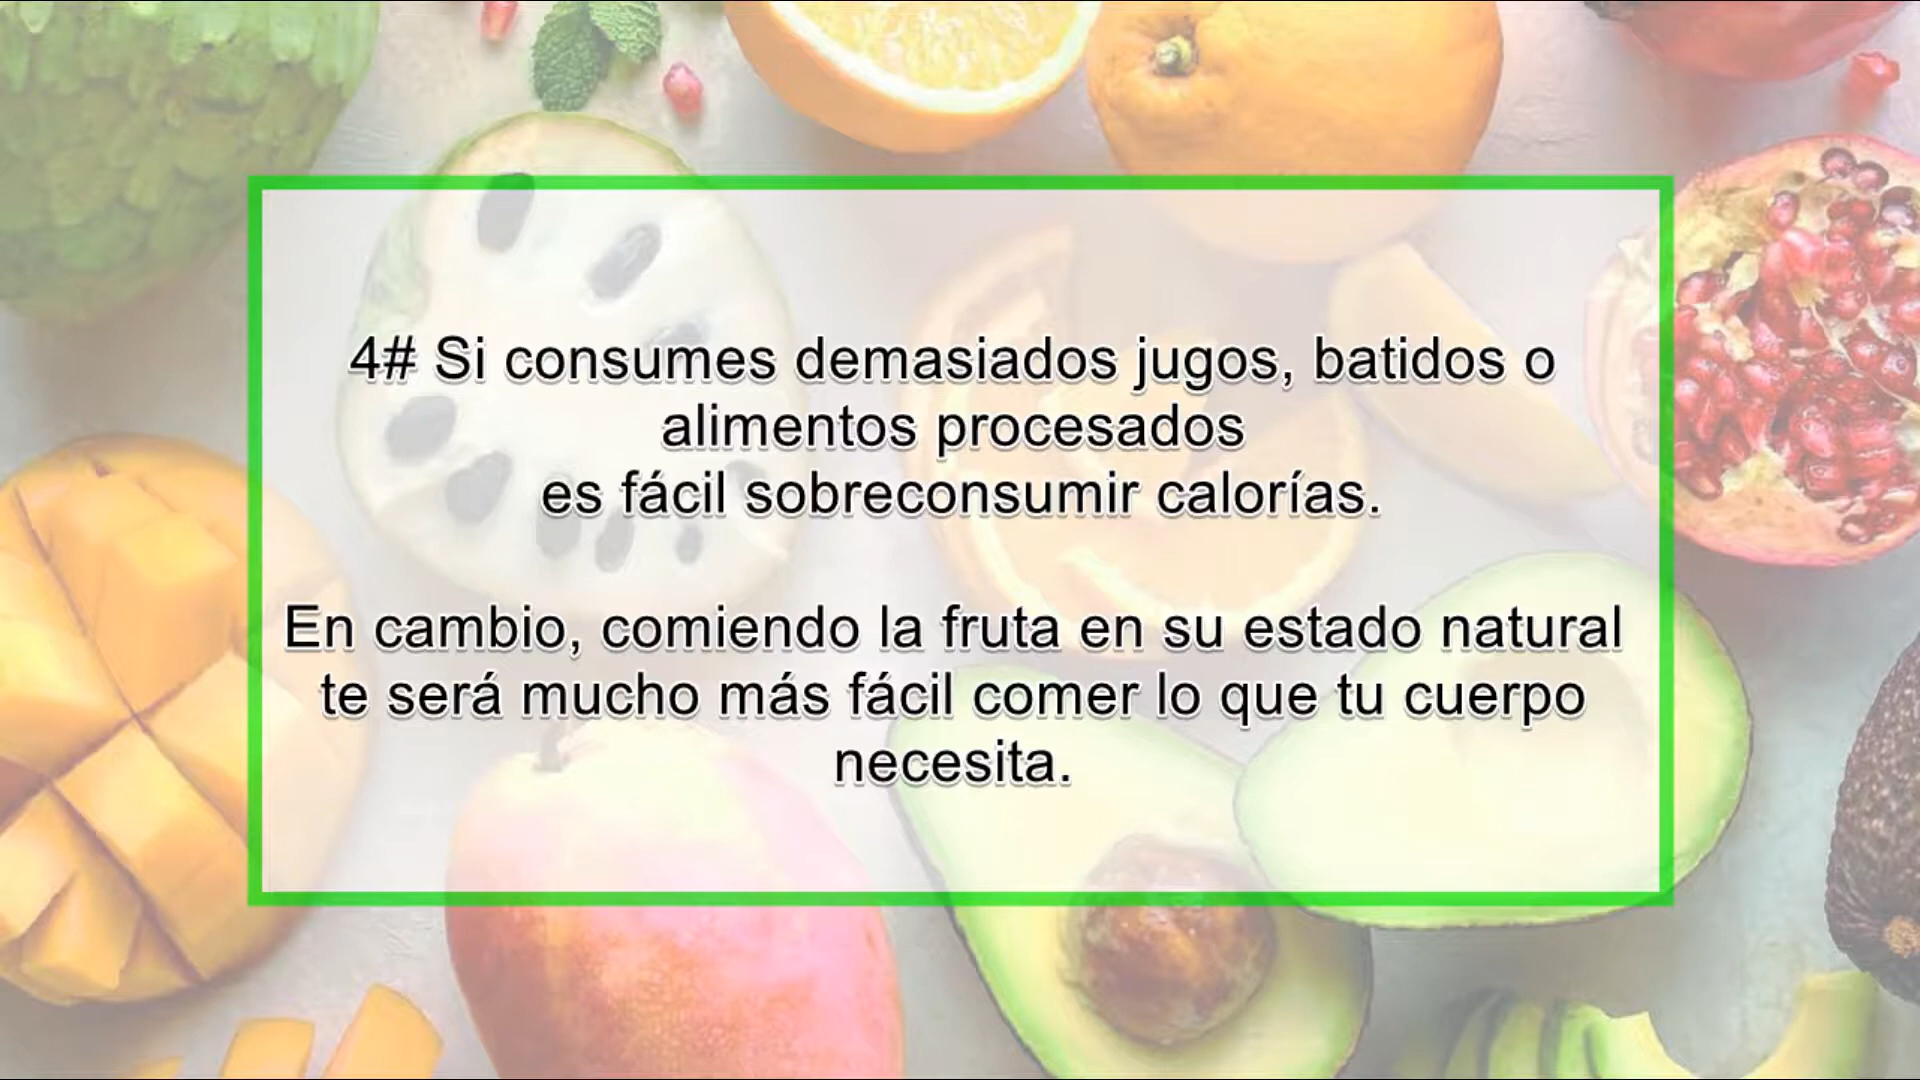 4# Si consumes demasiados jugos, batidos o
alimentos procesados
es fácil sobreconsumir calorías.
En cambio, comiendo la fruta en su estado natural
te será mucho más fácil comer lo que tu cuerpo
necesita.